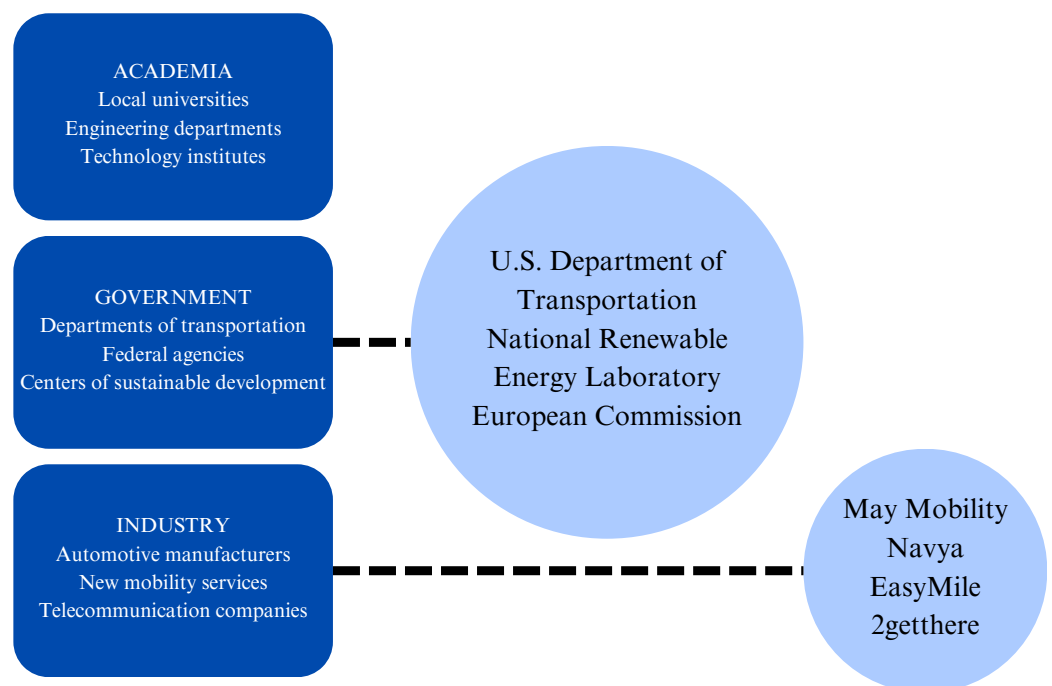 ACADEMIA
Local universities
Engineering departments
Technology institutes
GOVERNMENT
Departments of transportation
Federal agencies
Centers of sustainable development
U.S. Department of
Transportation
National Renewable
Energy Laboratory
European Commission
INDUSTRY
Automotive manufacturers
New mobility services
Telecommunication companies
May Mobility
Navya
EasyMile
2getthere